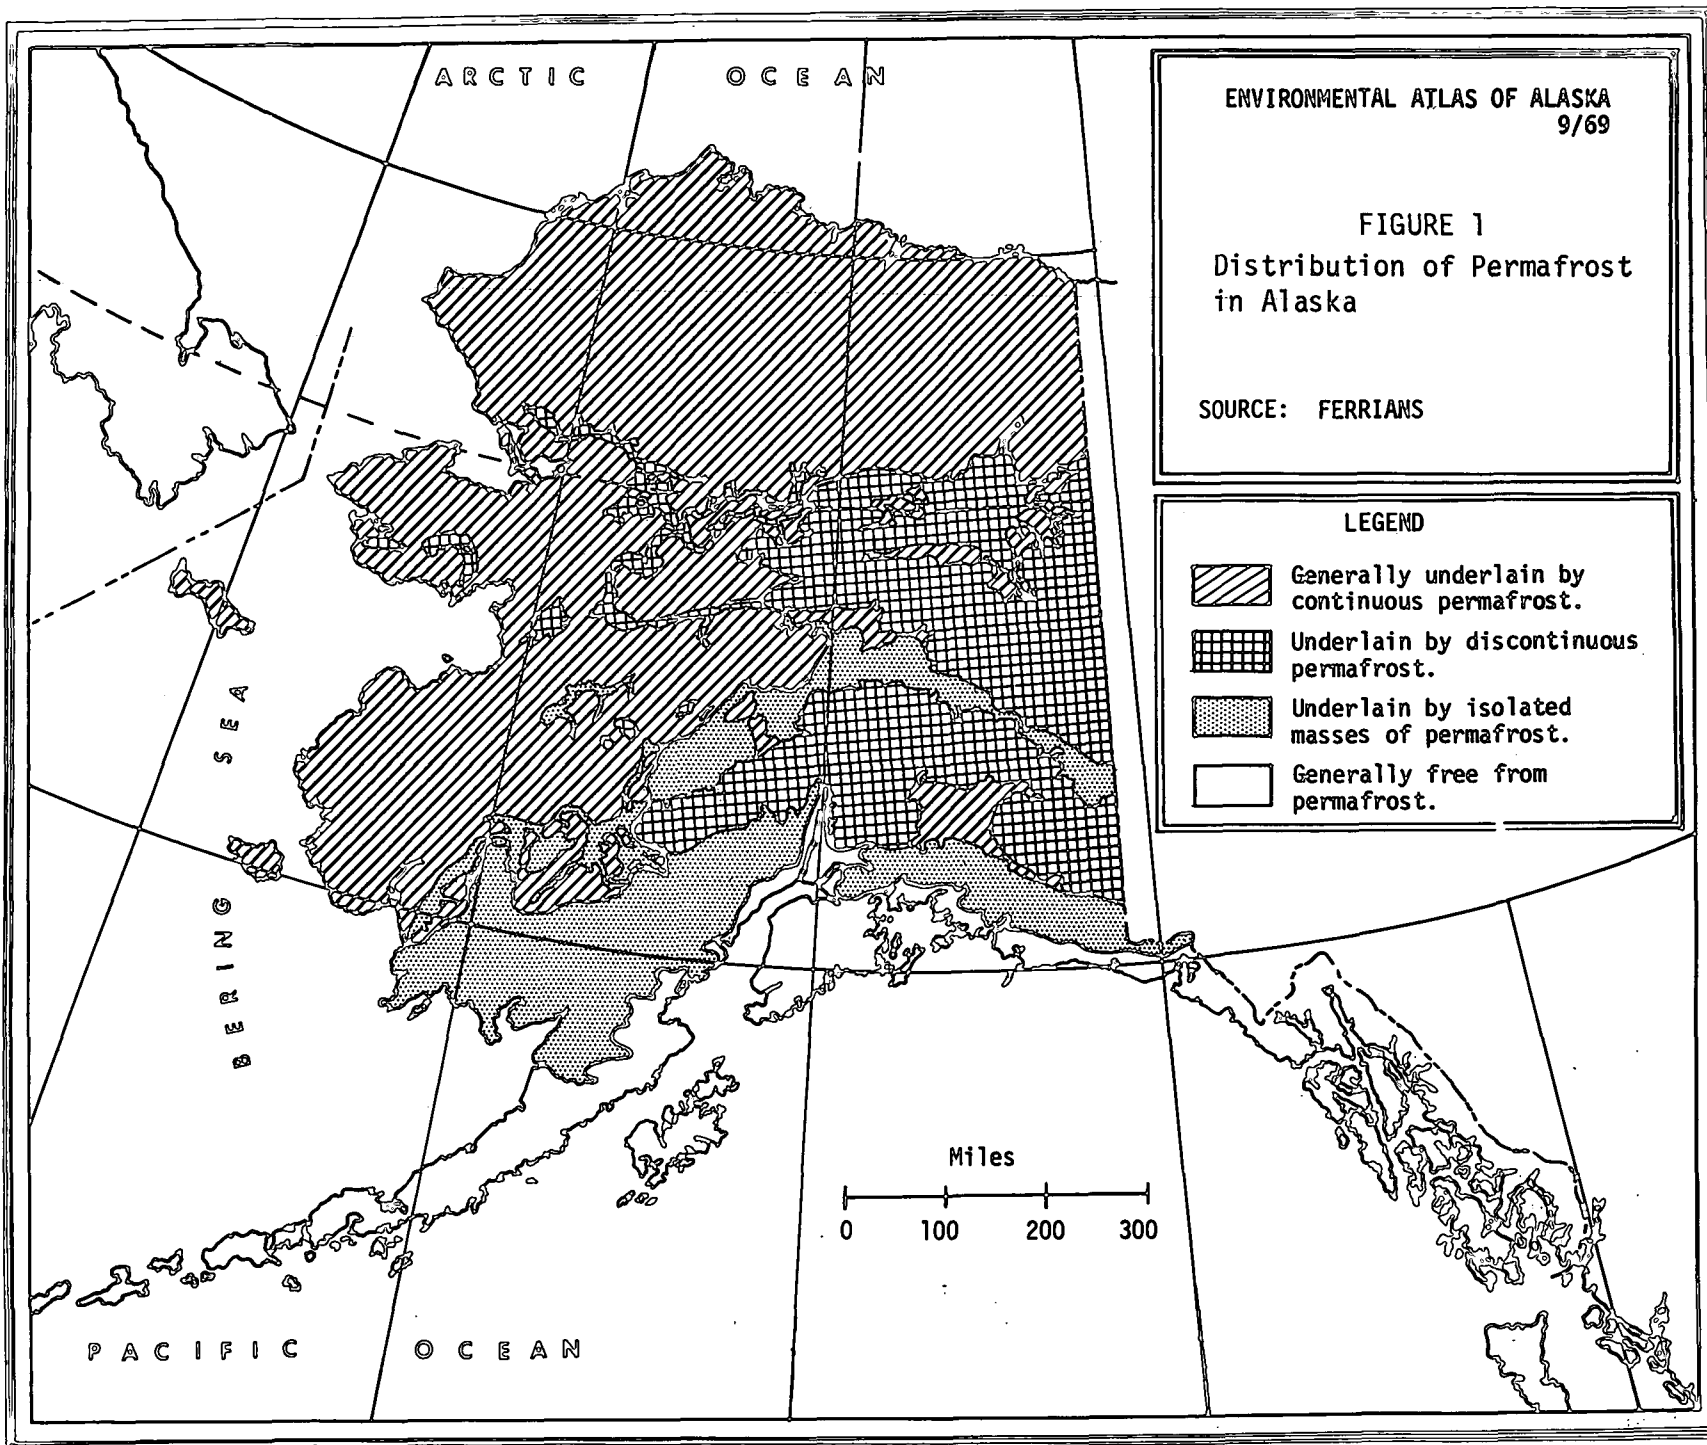 ARCTIC OCEAN
ENVIRONMENTAL ATLAS OF ALASKA
9/69
FIGURE 1
Distribution of Permafrost
in Alaska
SOURCE: FERRIANS
LEGEND
Generally underlain by
continuous permafrost.
Underlain by discontinuous
permafrost.
Underlain by isolated
masses of permafrost.
Generally free from
permafrost.
BERING SEA
Miles
0 100 200 300
PACIFIC OCEAN